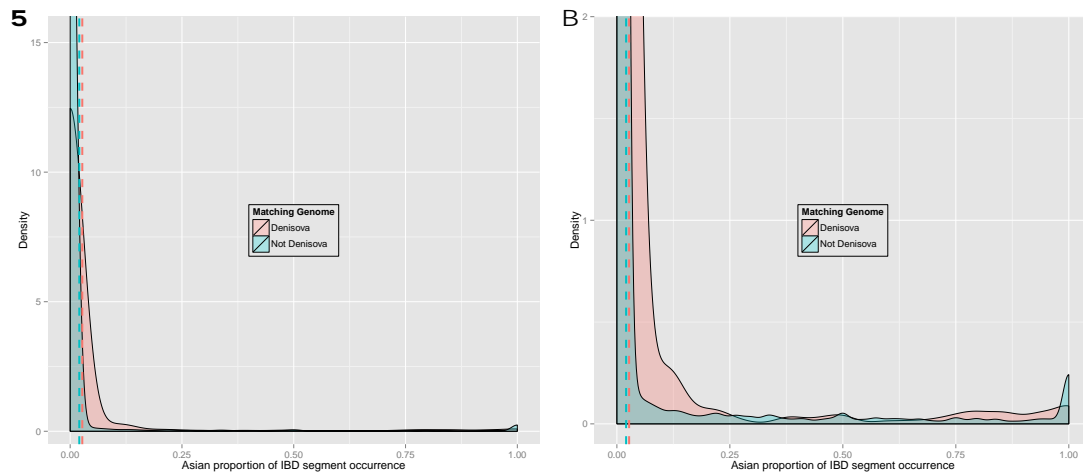 5
15
10
5
0
Density
Matching Genome
Denisova
Not Denisova
0.00 0.25 0.50 0.75 1.00
Asian proportion of IBD segment occurrence
B
2
1
0
Density
Matching Genome
Denisova
Not Denisova
0.00 0.25 0.50 0.75 1.00
Asian proportion of IBD segment occurrence